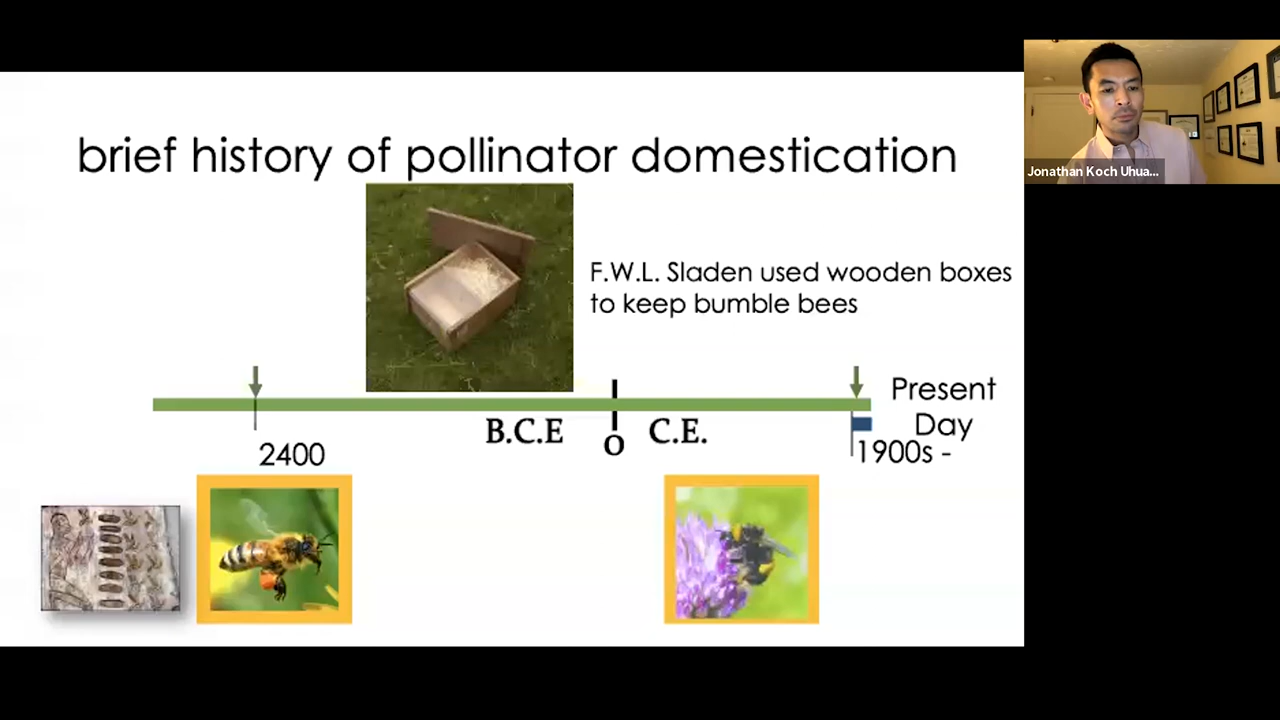 brief history of pollinator domestication
Jonathan Koch Uhua...
F.W.L. Sladen used wooden boxes
to keep bumble bees
Present
Day
B.C.E
O
C.E.
2400
1900s -